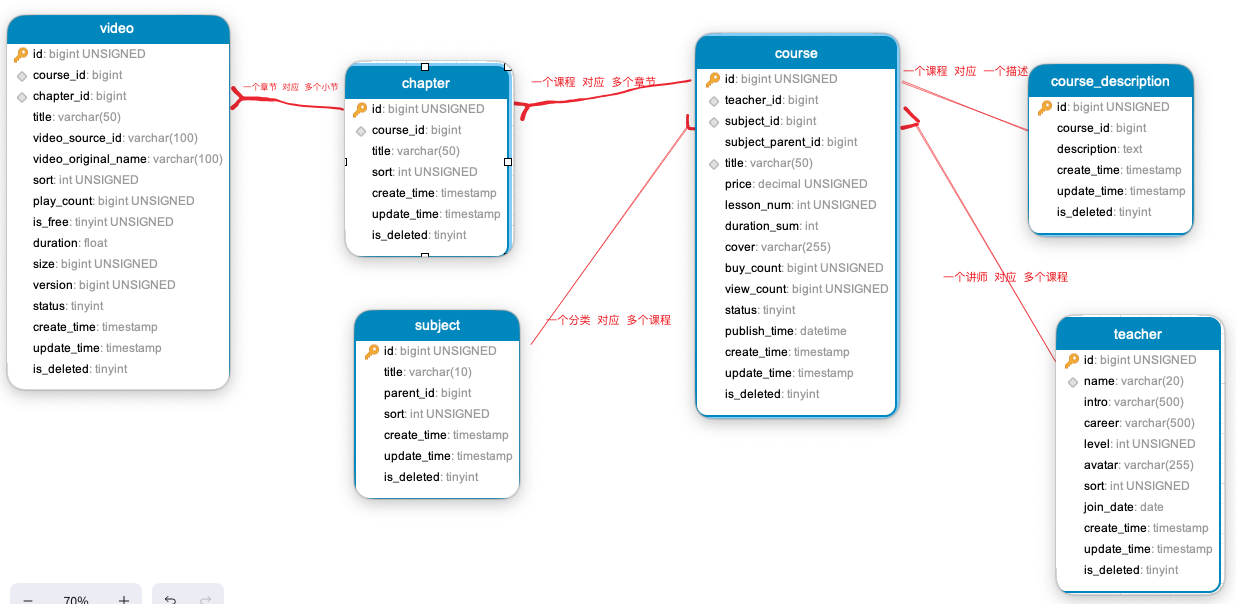 video
id: bigint UNSIGNED
course_id: bigint
chapter_id: bigint
title: varchar(50)
video_source_id: varchar(100)
video_original_name: varchar(100)
sort: int UNSIGNED
play_count: bigint UNSIGNED
is_free: tinyint UNSIGNED
duration: float
size: bigint UNSIGNED
version: bigint UNSIGNED
status: tinyint
create_time: timestamp
update_time: timestamp
is_deleted: tinyint
一个章节 对应 多个小节
chapter
id: bigint UNSIGNED
course_id: bigint
title: varchar(50)
sort: int UNSIGNED
create_time: timestamp
update_time: timestamp
is_deleted: tinyint
一个课程 对应 多个章节
subject
id: bigint UNSIGNED
title: varchar(10)
parent_id: bigint
sort: int UNSIGNED
create_time: timestamp
update_time: timestamp
is_deleted: tinyint
一个分类 对应 多个课程
course
id: bigint UNSIGNED
teacher_id: bigint
subject_id: bigint
subject_parent_id: bigint
title: varchar(50)
price: decimal UNSIGNED
lesson_num: int UNSIGNED
duration_sum: int
cover: varchar(255)
buy_count: bigint UNSIGNED
view_count: bigint UNSIGNED
status: tinyint
publish_time: datetime
create_time: timestamp
update_time: timestamp
is_deleted: tinyint
一个课程 对应 一个描述
course_description
id: bigint UNSIGNED
course_id: bigint
description: text
create_time: timestamp
update_time: timestamp
is_deleted: tinyint
一个讲师 对应 多个课程
teacher
id: bigint UNSIGNED
name: varchar(20)
intro: varchar(500)
career: varchar(500)
level: int UNSIGNED
avatar: varchar(255)
sort: int UNSIGNED
join_date: date
create_time: timestamp
update_time: timestamp
is_deleted: tinyint
70%